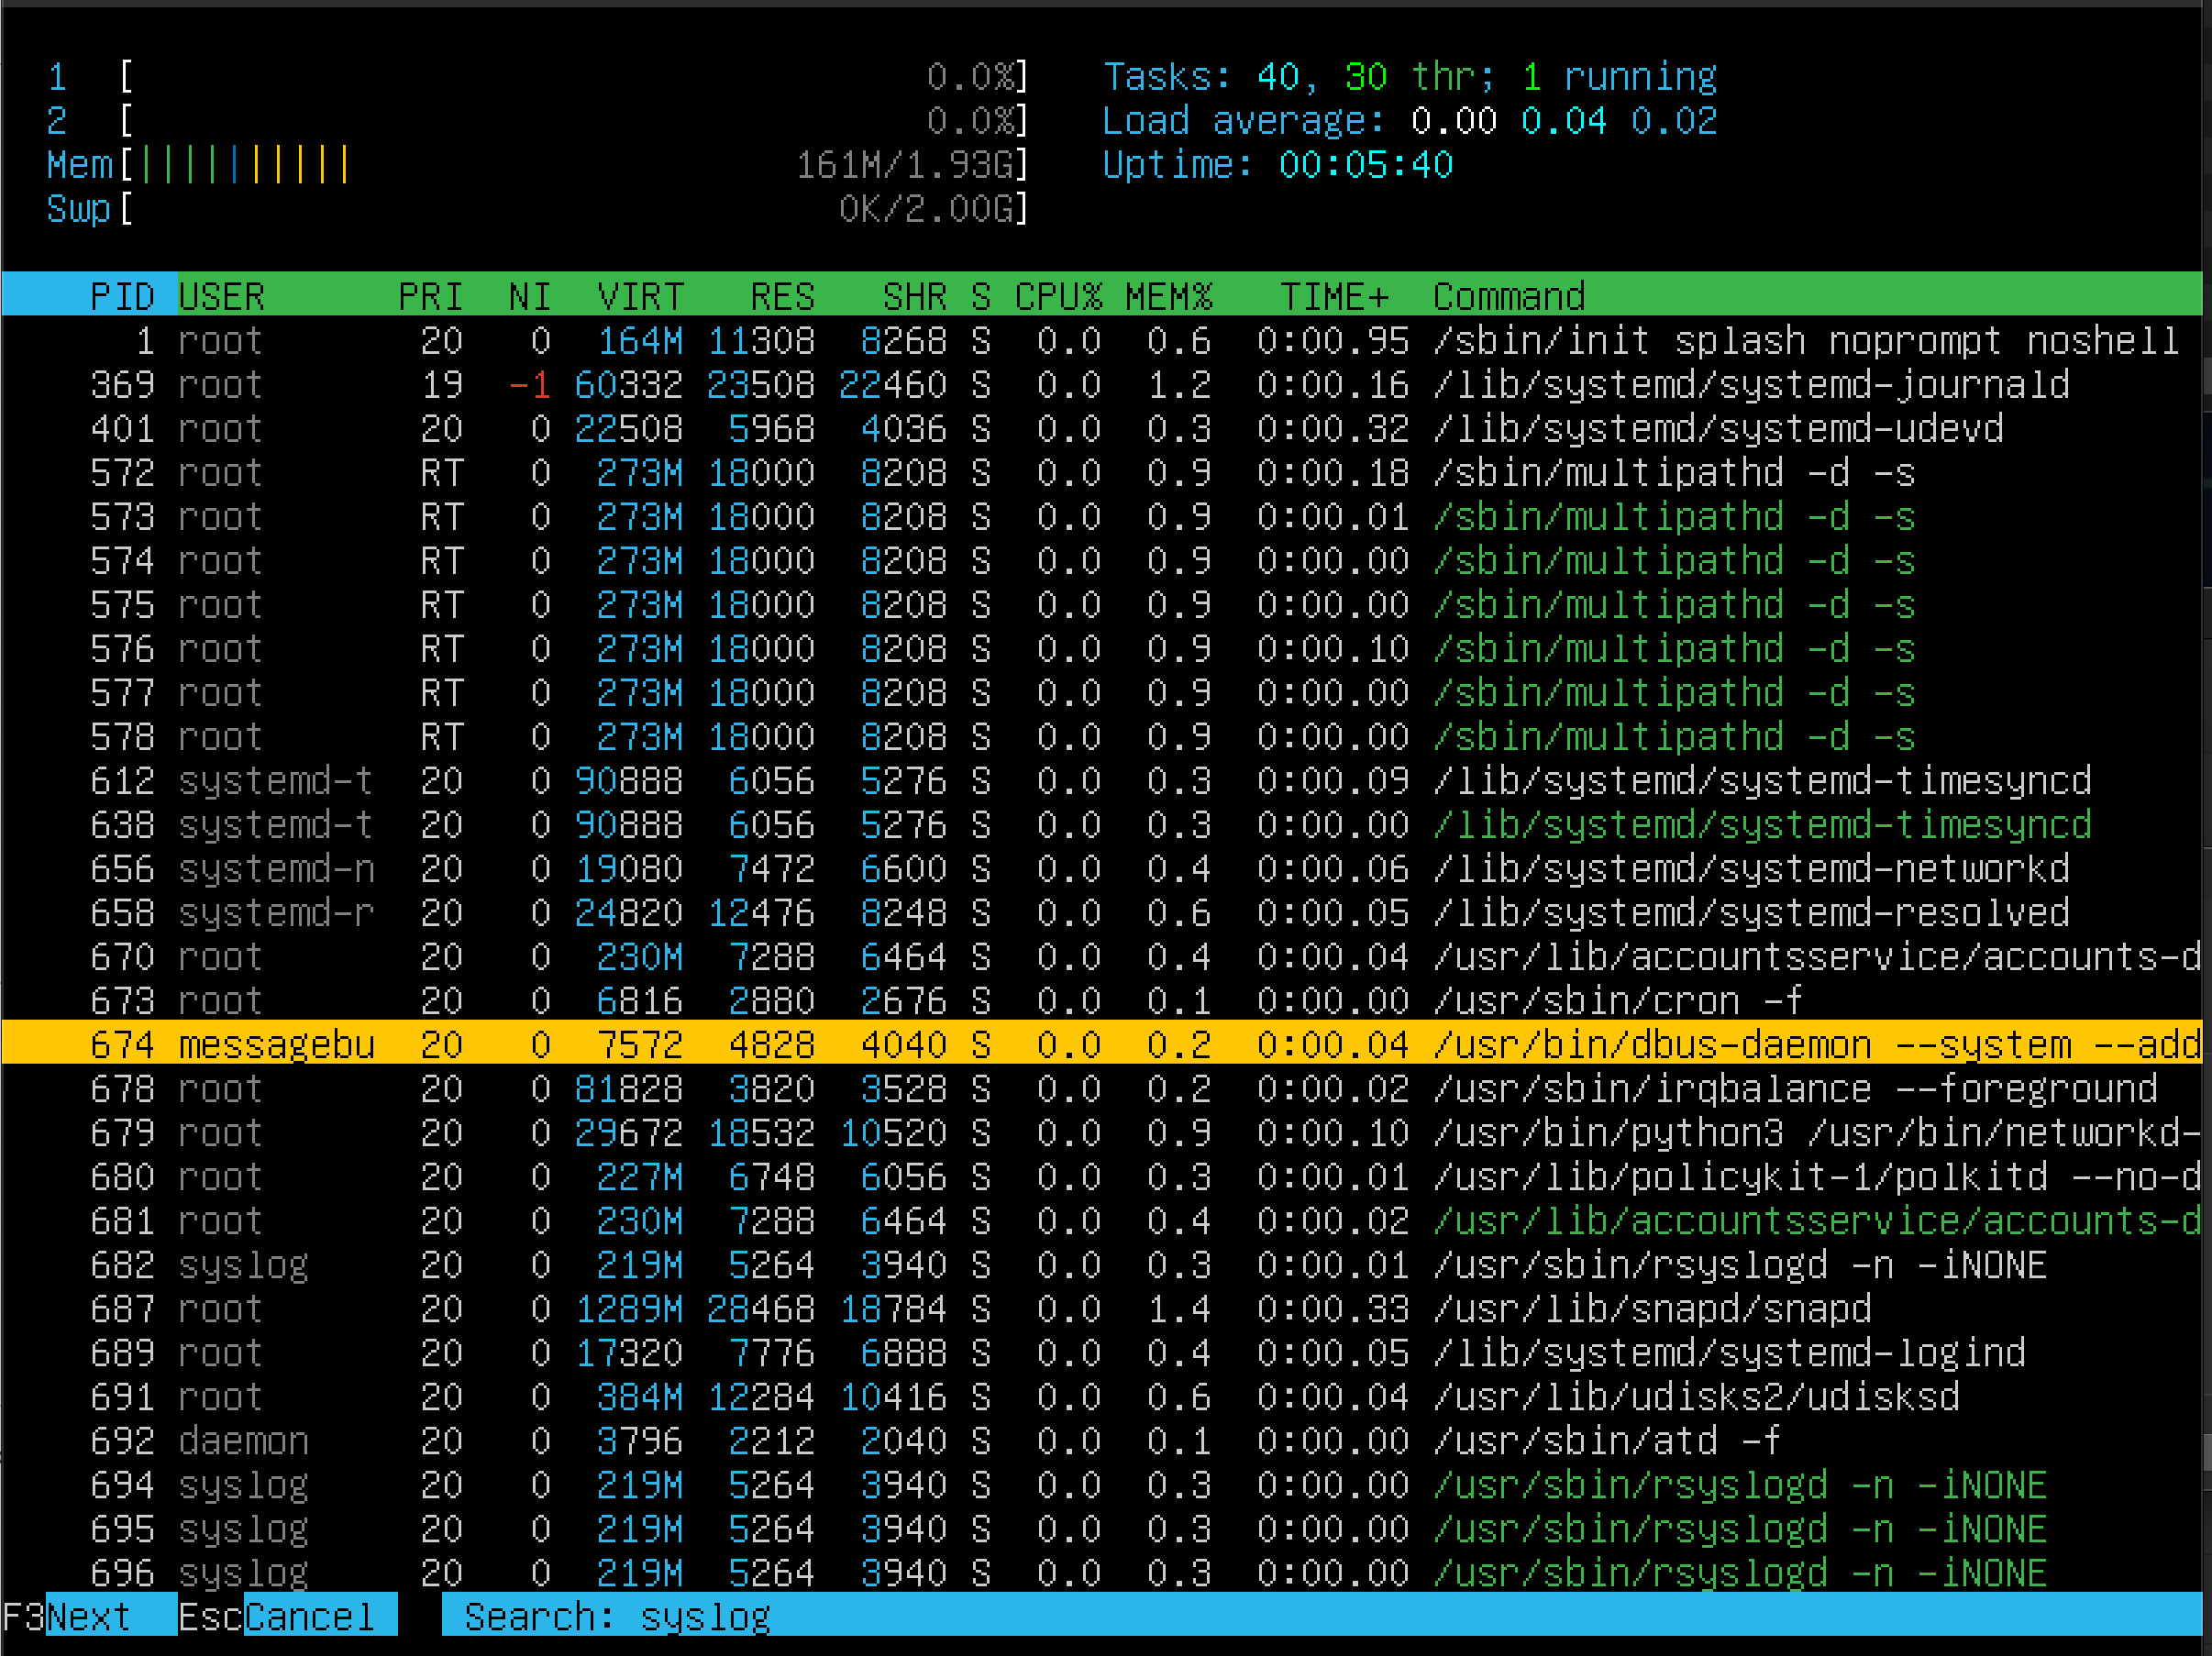 1 [ 0.0%] Tasks: 40, 30 thr; 1 running
2 [ 0.0%] Load average: 0.00 0.04 0.02
Mem[|||||||||| 161M/1.93G] Uptime: 00:05:40
Swp[ 0K/2.00G]
PID USER PRI NI VIRT RES SHR S CPU% MEM% TIME+ Command
1 root 20 0 164M 11308 8268 S 0.0 0.6 0:00.95 /sbin/init splash noprompt noshell
369 root 19 -1 60332 23508 22460 S 0.0 1.2 0:00.16 /lib/systemd/systemd-journald
401 root 20 0 22508 5968 4036 S 0.0 0.3 0:00.32 /lib/systemd/systemd-udevd
572 root RT 0 273M 18000 8208 S 0.0 0.9 0:00.18 /sbin/multipathd -d -s
573 root RT 0 273M 18000 8208 S 0.0 0.9 0:00.01 /sbin/multipathd -d -s
574 root RT 0 273M 18000 8208 S 0.0 0.9 0:00.00 /sbin/multipathd -d -s
575 root RT 0 273M 18000 8208 S 0.0 0.9 0:00.00 /sbin/multipathd -d -s
576 root RT 0 273M 18000 8208 S 0.0 0.9 0:00.10 /sbin/multipathd -d -s
577 root RT 0 273M 18000 8208 S 0.0 0.9 0:00.00 /sbin/multipathd -d -s
578 root RT 0 273M 18000 8208 S 0.0 0.9 0:00.00 /sbin/multipathd -d -s
612 systemd-t 20 0 90888 6056 5276 S 0.0 0.3 0:00.09 /lib/systemd/systemd-timesyncd
638 systemd-t 20 0 90888 6056 5276 S 0.0 0.3 0:00.00 /lib/systemd/systemd-timesyncd
656 systemd-n 20 0 19080 7472 6600 S 0.0 0.4 0:00.06 /lib/systemd/systemd-networkd
658 systemd-r 20 0 24820 12476 8248 S 0.0 0.6 0:00.05 /lib/systemd/systemd-resolved
670 root 20 0 230M 7288 6464 S 0.0 0.4 0:00.04 /usr/lib/accountsservice/accounts-d
673 root 20 0 6816 2880 2676 S 0.0 0.1 0:00.00 /usr/sbin/cron -f
674 messagebu 20 0 7572 4828 4040 S 0.0 0.2 0:00.04 /usr/bin/dbus-daemon --system --add
678 root 20 0 81828 3820 3528 S 0.0 0.2 0:00.02 /usr/sbin/irqbalance --foreground
679 root 20 0 29672 18532 10520 S 0.0 0.9 0:00.10 /usr/bin/python3 /usr/bin/networkd-
680 root 20 0 227M 6748 6056 S 0.0 0.3 0:00.01 /usr/lib/policykit-1/polkitd --no-d
681 root 20 0 230M 7288 6464 S 0.0 0.4 0:00.02 /usr/lib/accountsservice/accounts-d
682 syslog 20 0 219M 5264 3940 S 0.0 0.3 0:00.01 /usr/sbin/rsyslogd -n -iNONE
687 root 20 0 1289M 28468 18784 S 0.0 1.4 0:00.33 /usr/lib/snapd/snapd
689 root 20 0 17320 7776 6888 S 0.0 0.4 0:00.05 /lib/systemd/systemd-logind
691 root 20 0 384M 12284 10416 S 0.0 0.6 0:00.04 /usr/lib/udisks2/udisksd
692 daemon 20 0 3796 2212 2040 S 0.0 0.1 0:00.00 /usr/sbin/atd -f
694 syslog 20 0 219M 5264 3940 S 0.0 0.3 0:00.00 /usr/sbin/rsyslogd -n -iNONE
695 syslog 20 0 219M 5264 3940 S 0.0 0.3 0:00.00 /usr/sbin/rsyslogd -n -iNONE
696 syslog 20 0 219M 5264 3940 S 0.0 0.3 0:00.00 /usr/sbin/rsyslogd -n -iNONE
F3Next EscCancel Search: syslog